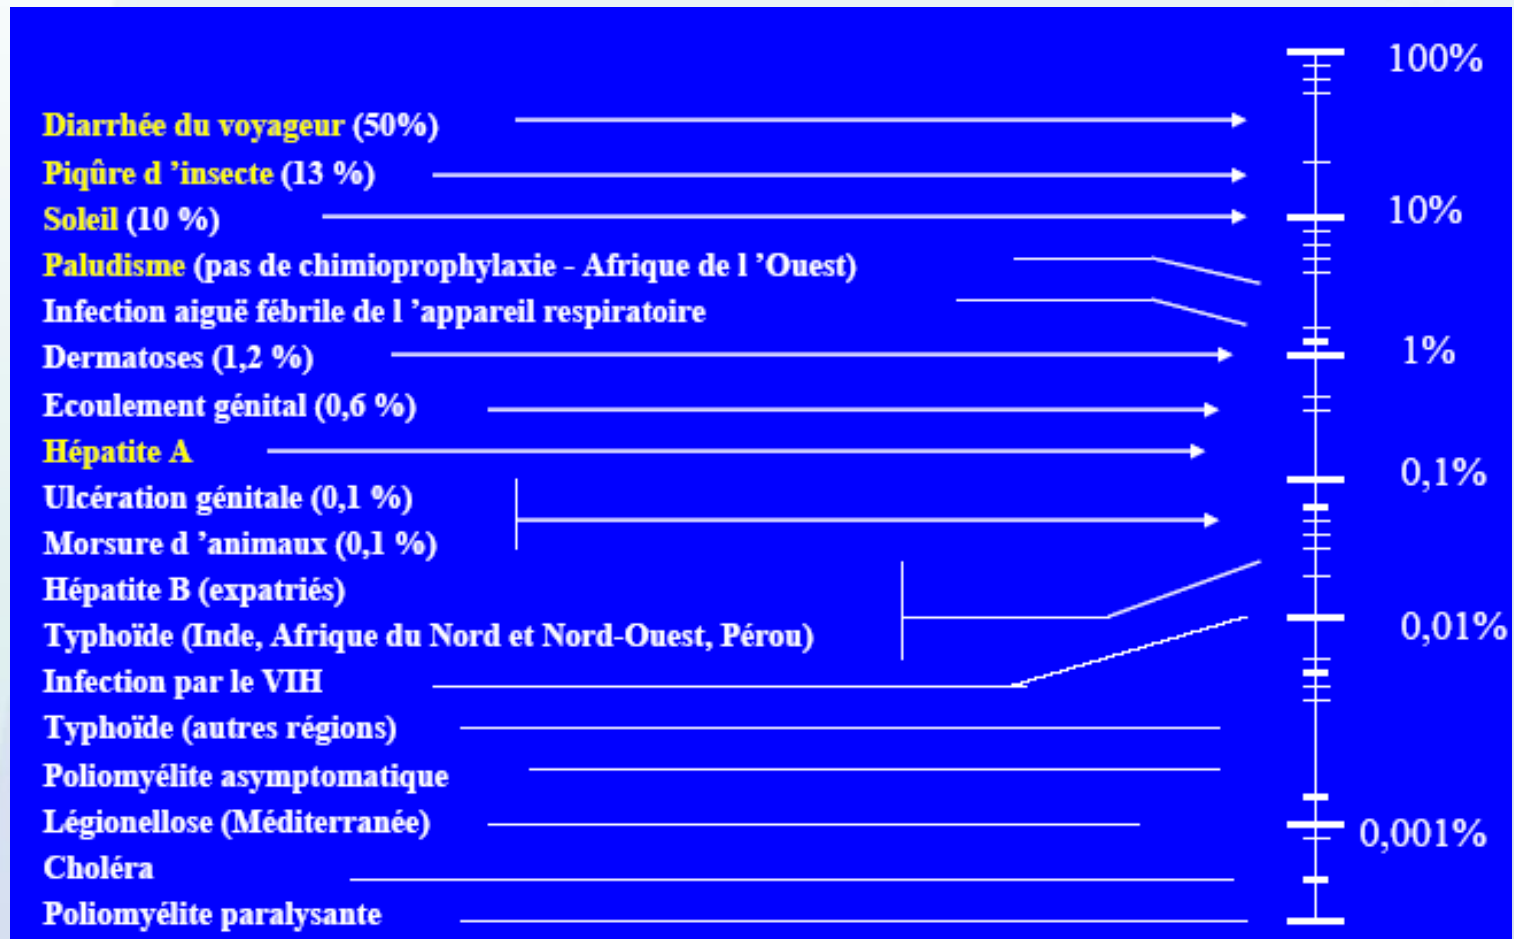 100%
Diarrhée du voyageur (50%)
Piqûre d ’insecte (13 %)
Soleil (10 %)
10%
Paludisme (pas de chimioprophylaxie - Afrique de l ’Ouest)
Infection aiguë fébrile de l ’appareil respiratoire
Dermatoses (1,2 %)
1%
Ecoulement génital (0,6 %)
Hépatite A
0,1%
Ulcération génitale (0,1 %)
Morsure d ’animaux (0,1 %)
Hépatite B (expatriés)
Typhoïde (Inde, Afrique du Nord et Nord-Ouest, Pérou)
0,01%
Infection par le VIH
Typhoïde (autres régions)
Poliomyélite asymptomatique
Légionellose (Méditerranée)
0,001%
Choléra
Poliomyélite paralysante